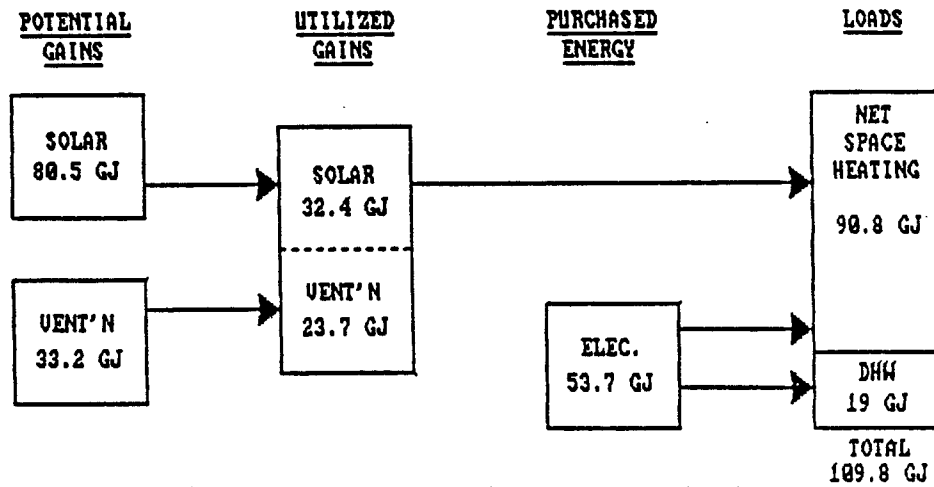 POTENTIAL
GAINS
UTILIZED
GAINS
PURCHASED
ENERGY
LOADS
SOLAR
80.5 GJ
VENT'N
33.2 GJ
SOLAR
32.4 GJ
VENT'N
23.7 GJ
ELEC.
53.7 GJ
NET
SPACE
HEATING
90.8 GJ
DHW
19 GJ
TOTAL
109.8 GJ